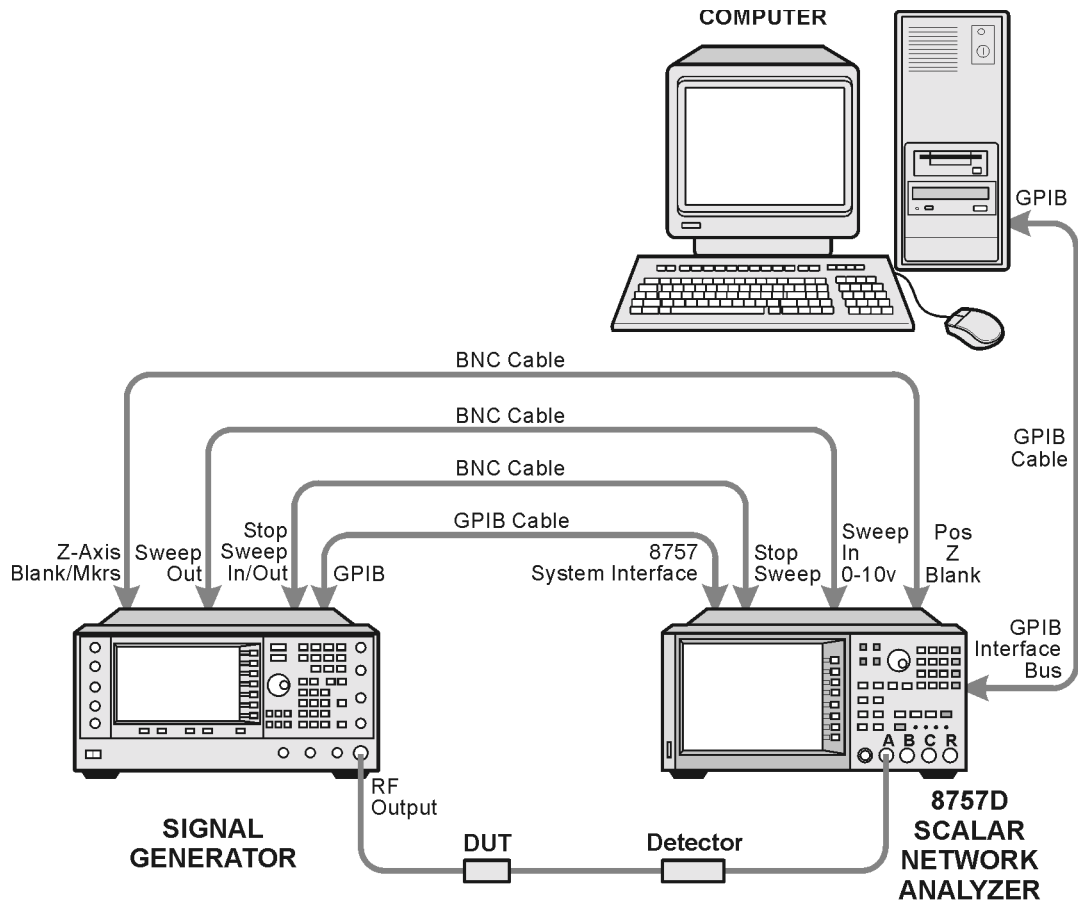 COMPUTER
GPIB
BNC Cable
BNC Cable
GPIB
Cable
BNC Cable
GPIB Cable
Z-Axis
Blank/Mkrs
Sweep
Out
Stop
Sweep
In/Out
GPIB
8757
System Interface
Stop
Sweep
Sweep
In
0-10v
Pos
Z
Blank
GPIB
Interface
Bus
A B C R
RF
Output
SIGNAL
GENERATOR
DUT
Detector
8757D
SCALAR
NETWORK
ANALYZER